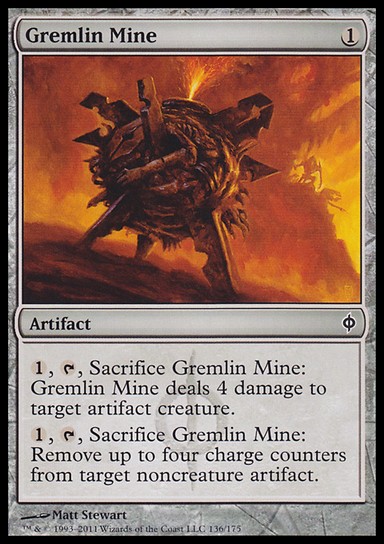 Gremlin Mine 1
Artifact
1, , Sacrifice Gremlin Mine:
Gremlin Mine deals 4 damage to
target artifact creature.
1, , Sacrifice Gremlin Mine:
Remove up to four charge counters
from target noncreature artifact.
Matt Stewart
™ & © 1993–2011 Wizards of the Coast LLC 136/175